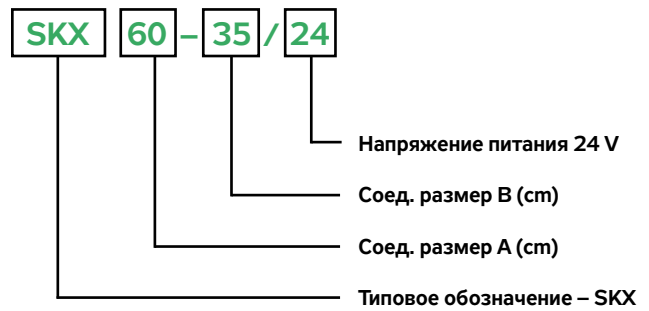 SKX 60 – 35 / 24
Напряжение питания 24 V
Соед. размер B (cm)
Соед. размер A (cm)
Типовое обозначение – SKX